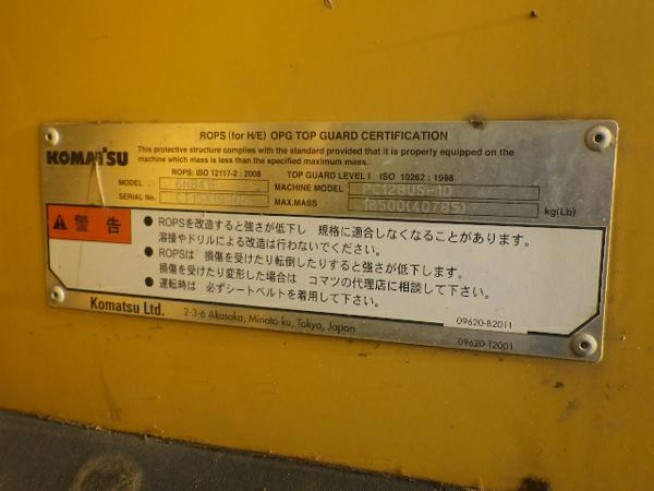 ROPS (for H/E) OPG TOP GUARD CERTIFICATION
KOMATSU
This protective structure complies with the standard provided that it is properly equipped on the
machine which mass is less than the specified maximum mass.
ROPS: ISO 12117-2 : 2008 TOP GUARD LEVEL I ISO 10262 : 1998
MODEL MACHINE MODEL PC128US-10
SERIAL No. MAX.MASS 18500(40785) kg(Lb)
警告
● ROPSを改造すると強さが低下し 規格に適合しなくなることがあります。
溶接やドリルによる改造は行わないでください。
● ROPSは 損傷を受けたり転倒したりすると強さが低下します。
損傷を受けたり変形した場合は コマツの代理店に相談して下さい。
● 運転時は 必ずシートベルトを着用して下さい。
09620-B2011
Komatsu Ltd. 2-3-6 Akasaka, Minato-ku, Tokyo, Japan
09620-T2001